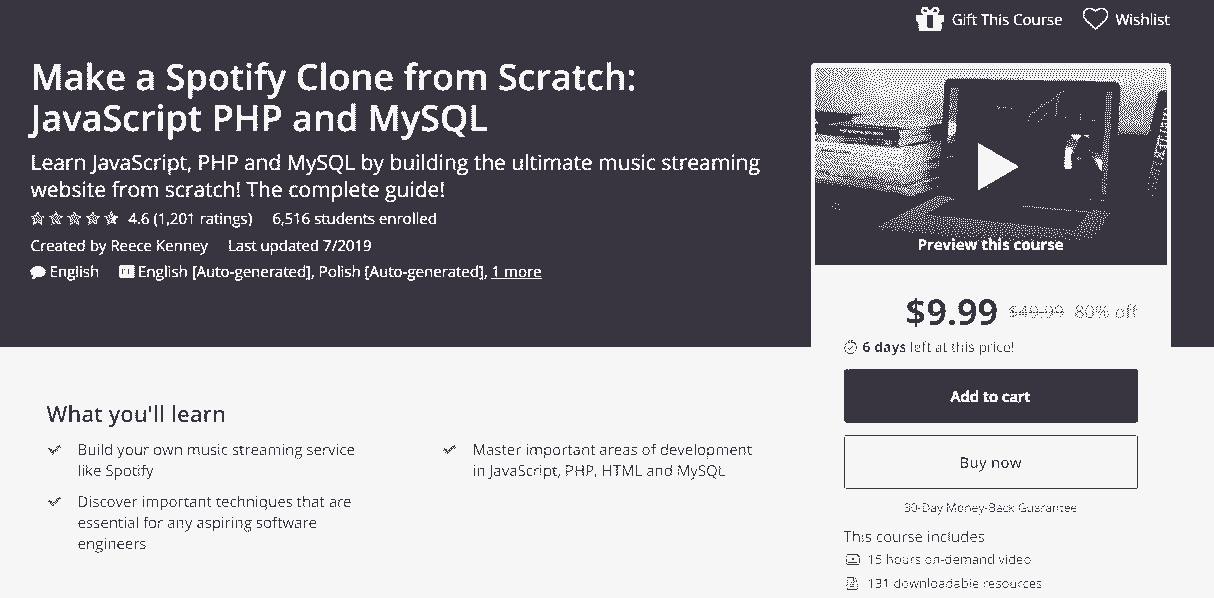 Gift This Course
Wishlist
Make a Spotify Clone from Scratch:
JavaScript PHP and MySQL
Learn JavaScript, PHP and MySQL by building the ultimate music streaming
website from scratch! The complete guide!
4.6 (1,201 ratings) 6,516 students enrolled
Created by Reece Kenney Last updated 7/2019
English English [Auto-generated], Polish [Auto-generated], 1 more
Preview this course
$9.99 $49.99 80% off
6 days left at this price!
Add to cart
Buy now
30-Day Money-Back Guarantee
This course includes
15 hours on-demand video
131 downloadable resources
What you'll learn
Build your own music streaming service
like Spotify
Discover important techniques that are
essential for any aspiring software
engineers
Master important areas of development
in JavaScript, PHP, HTML and MySQL